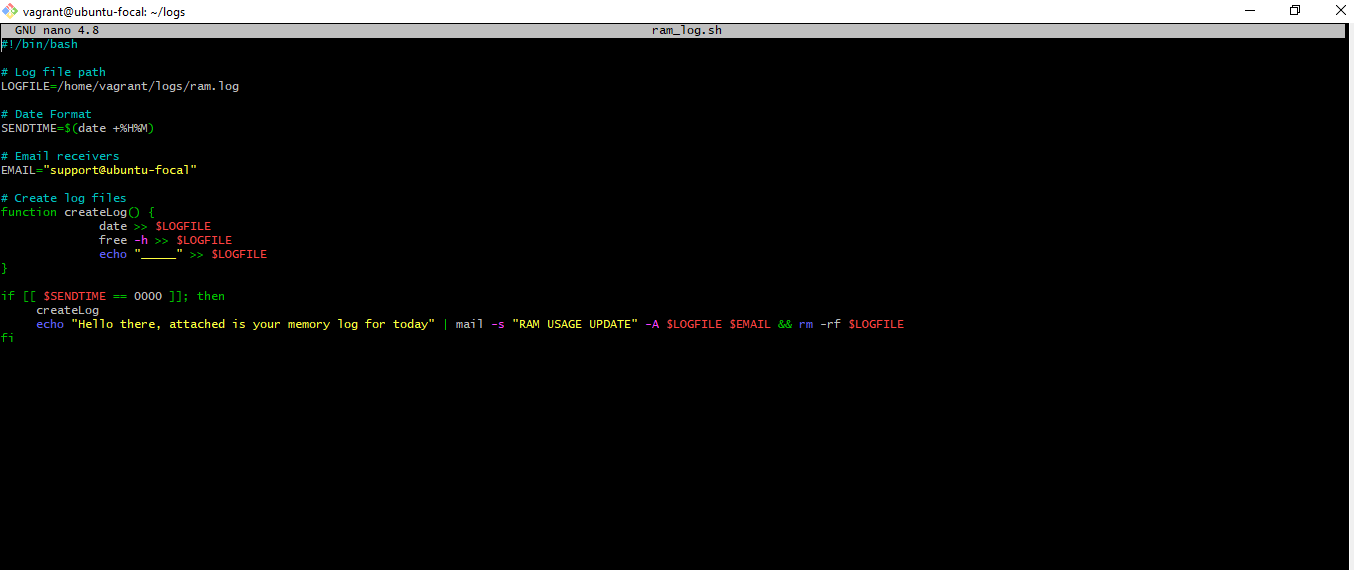 vagrant@ubuntu-focal: ~/logs
GNU nano 4.8 ram_log.sh
#!/bin/bash
# Log file path
LOGFILE=/home/vagrant/logs/ram.log
# Date Format
SENDTIME=$(date +%H%M)
# Email receivers
EMAIL="support@ubuntu-focal"
# Create log files
function createLog() {
date >> $LOGFILE
free -h >> $LOGFILE
echo "_____" >> $LOGFILE
}
if [[ $SENDTIME == 0000 ]]; then
createLog
echo "Hello there, attached is your memory log for today" | mail -s "RAM USAGE UPDATE" -A $LOGFILE $EMAIL && rm -rf $LOGFILE
fi